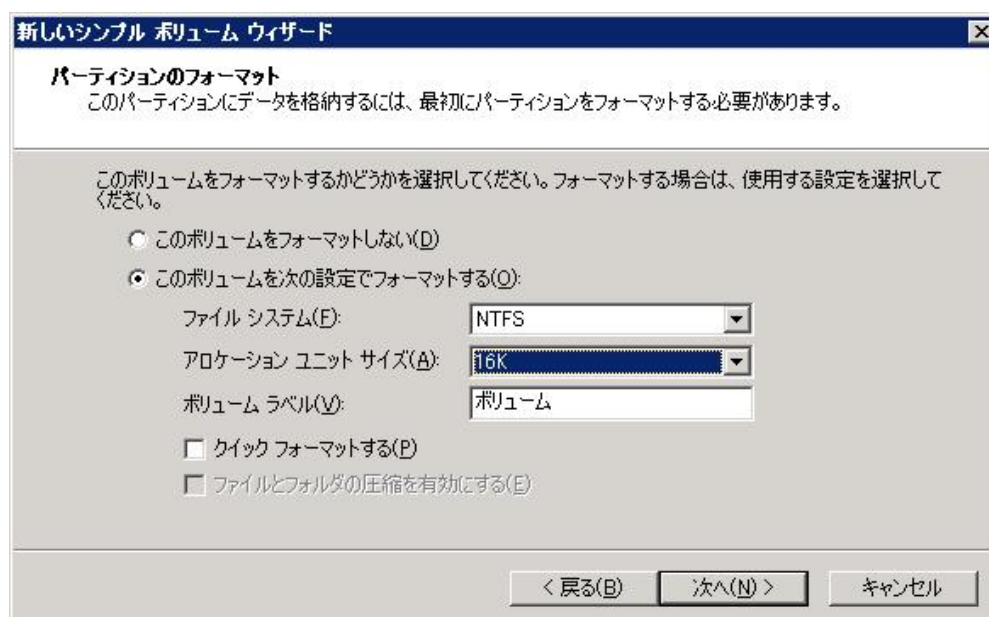 新しいシンプル ボリューム ウィザード
パーティションのフォーマット
このパーティションにデータを格納するには、最初にパーティションをフォーマットする必要があります。
このボリュームをフォーマットするかどうかを選択してください。フォーマットする場合は、使用する設定を選択して
ください。
このボリュームをフォーマットしない(D)
このボリュームを次の設定でフォーマットする(O):
ファイル システム(F): NTFS
アロケーション ユニット サイズ(A): 16K
ボリューム ラベル(V): ボリューム
クイック フォーマットする(P)
ファイルとフォルダの圧縮を有効にする(E)
< 戻る(B) 次へ(N) > キャンセル